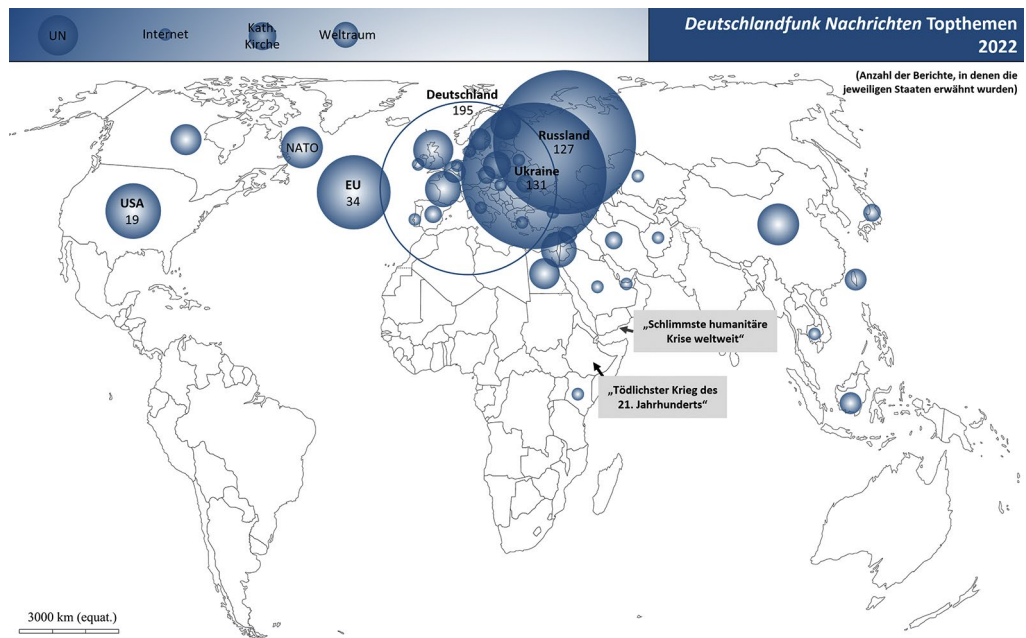 UN
Internet
Kath.
Kirche
Weltraum
Deutschlandfunk Nachrichten Topthemen
2022
(Anzahl der Berichte, in denen die
jeweiligen Staaten erwähnt wurden)
Deutschland
195
Russland
127
NATO
Ukraine
131
EU
34
USA
19
„Schlimmste humanitäre
Krise weltweit“
„Tödlichster Krieg des
21. Jahrhunderts“
3000 km (equat.)